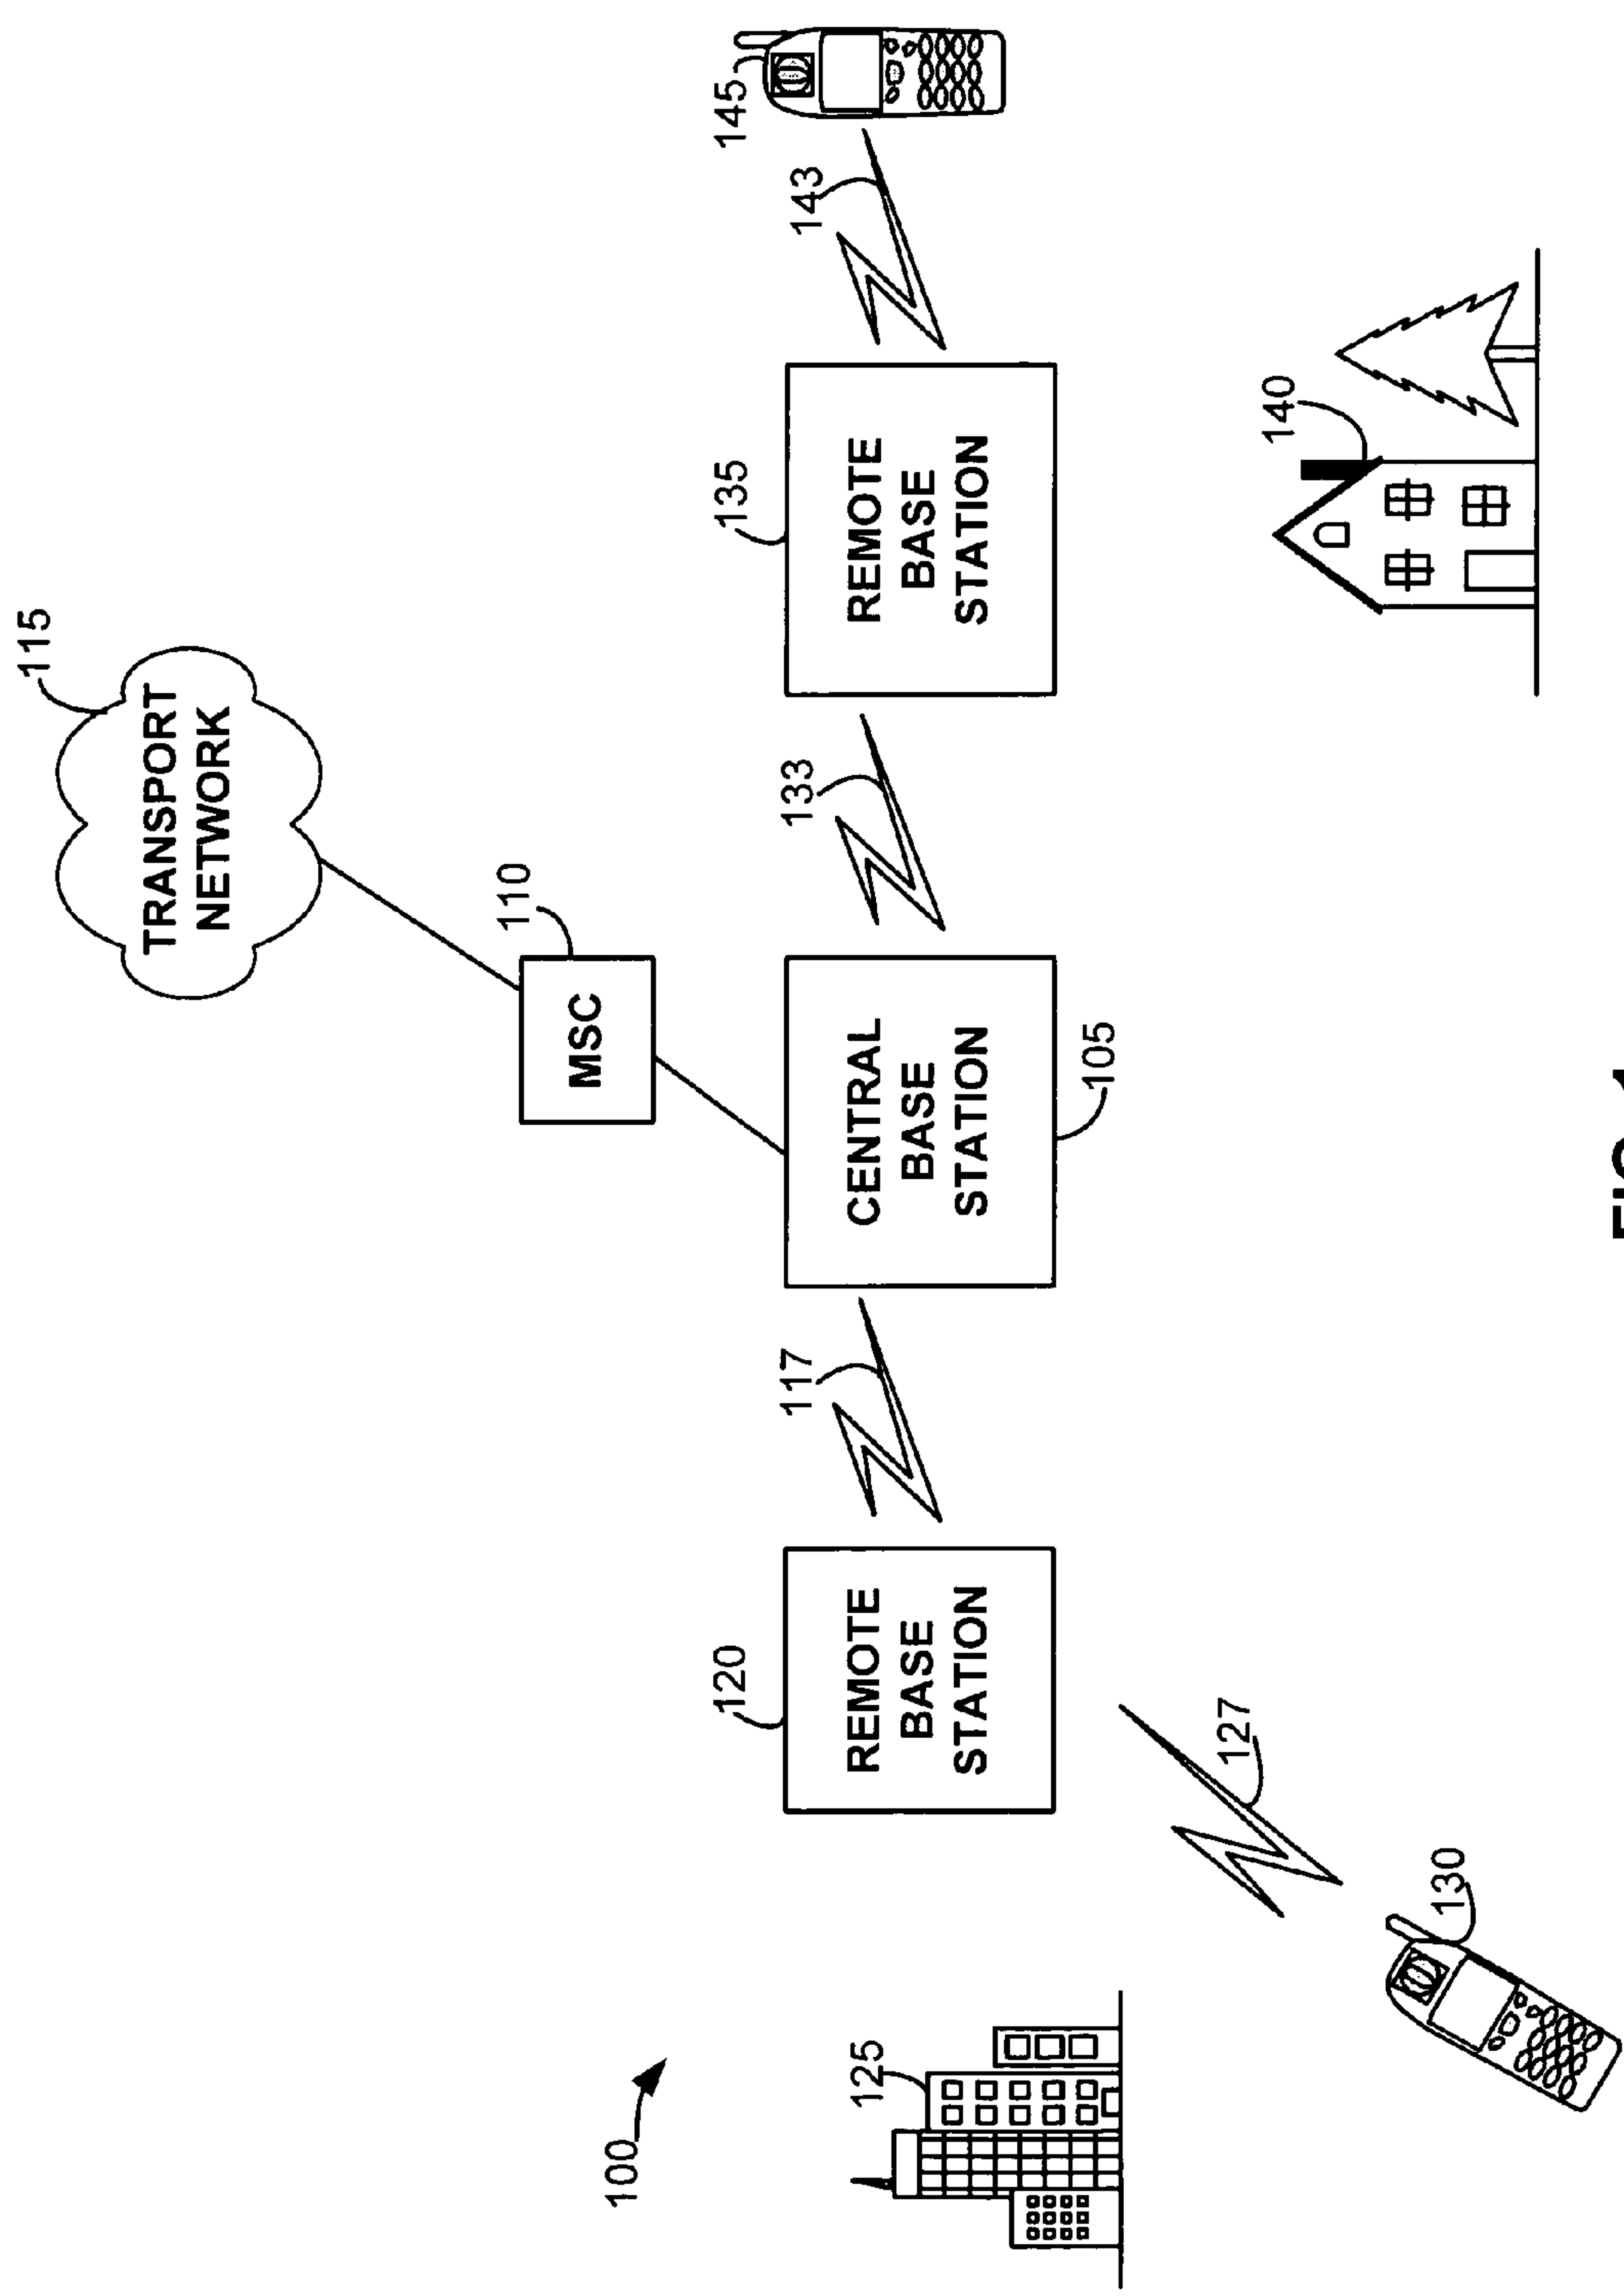 115
TRANSPORT
NETWORK
110
MSC
145
143
135
REMOTE
BASE
STATION
133
CENTRAL
BASE
STATION
105
117
120
REMOTE
BASE
STATION
127
130
100
125
140